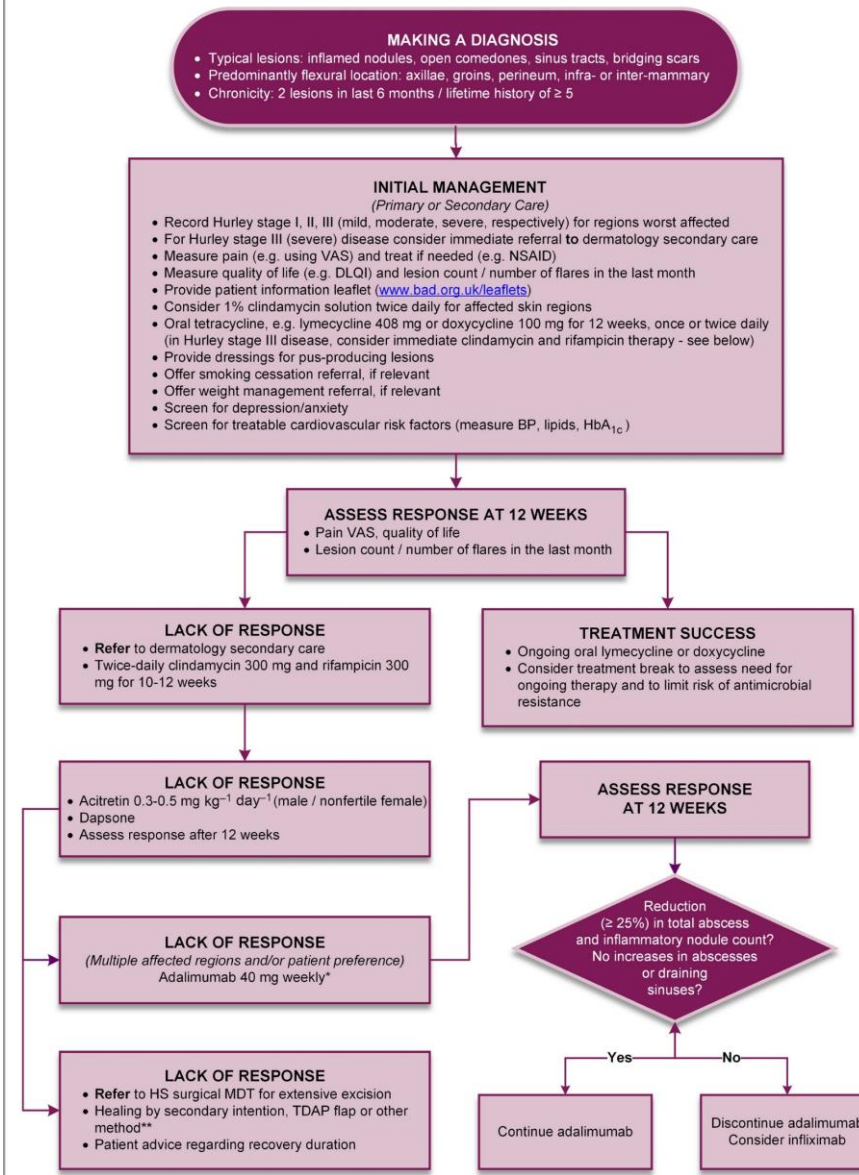 MAKING A DIAGNOSIS
• Typical lesions: inflamed nodules, open comedones, sinus tracts, bridging scars
• Predominantly flexural location: axillae, groins, perineum, infra- or inter-mammary
• Chronicity: 2 lesions in last 6 months / lifetime history of ≥ 5
INITIAL MANAGEMENT
(Primary or Secondary Care)
• Record Hurley stage I, II, III (mild, moderate, severe, respectively) for regions worst affected
• For Hurley stage III (severe) disease consider immediate referral to dermatology secondary care
• Measure pain (e.g. using VAS) and treat if needed (e.g. NSAID)
• Measure quality of life (e.g. DLQI) and lesion count / number of flares in the last month
• Provide patient information leaflet (www.bad.org.uk/leaflets)
• Consider 1% clindamycin solution twice daily for affected skin regions
• Oral tetracycline, e.g. lymecycline 408 mg or doxycycline 100 mg for 12 weeks, once or twice daily
(in Hurley stage III disease, consider immediate clindamycin and rifampicin therapy - see below)
• Provide dressings for pus-producing lesions
• Offer smoking cessation referral, if relevant
• Offer weight management referral, if relevant
• Screen for depression/anxiety
• Screen for treatable cardiovascular risk factors (measure BP, lipids, HbA1c)
ASSESS RESPONSE AT 12 WEEKS
• Pain VAS, quality of life
• Lesion count / number of flares in the last month
LACK OF RESPONSE
• Refer to dermatology secondary care
• Twice-daily clindamycin 300 mg and rifampicin 300
mg for 10-12 weeks
TREATMENT SUCCESS
• Ongoing oral lymecycline or doxycycline
• Consider treatment break to assess need for
ongoing therapy and to limit risk of antimicrobial
resistance
LACK OF RESPONSE
• Acitretin 0.3-0.5 mg kg⁻¹ day⁻¹ (male / nonfertile female)
• Dapsone
• Assess response after 12 weeks
ASSESS RESPONSE
AT 12 WEEKS
LACK OF RESPONSE
(Multiple affected regions and/or patient preference)
Adalimumab 40 mg weekly*
Reduction
(≥ 25%) in total abscess
and inflammatory nodule count?
No increases in abscesses
or draining
sinuses?
LACK OF RESPONSE
• Refer to HS surgical MDT for extensive excision
• Healing by secondary intention, TDAP flap or other
method**
• Patient advice regarding recovery duration
Yes
No
Continue adalimumab
Discontinue adalimumab
Consider infliximab